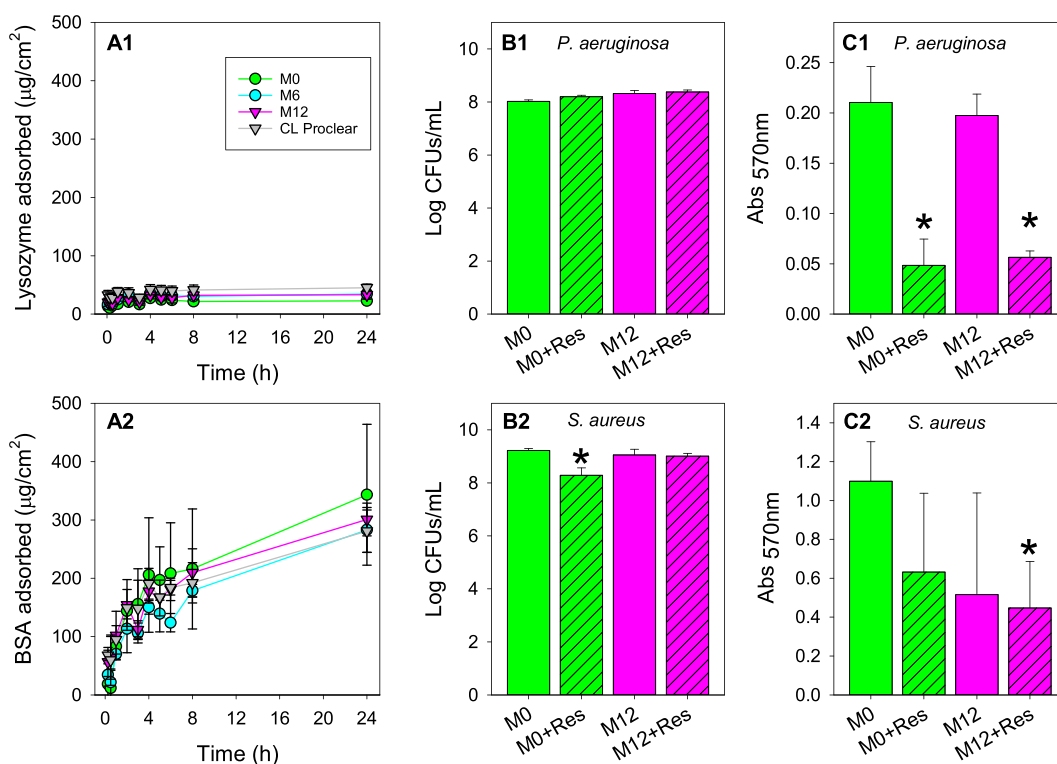 A1
500
400
300
200
100
0
Lysozyme adsorbed (μg/cm²)
M0
M6
M12
CL Proclear
0 4 8 12 16 20 24
Time (h)
B1 P. aeruginosa
10
8
6
4
2
0
Log CFUs/mL
M0 M0+Res M12 M12+Res
C1 P. aeruginosa
0.25
0.20
0.15
0.10
0.05
0.00
Abs 570nm
* *
M0 M0+Res M12 M12+Res
A2
500
400
300
200
100
0
BSA adsorbed (μg/cm²)
0 4 8 12 16 20 24
Time (h)
B2 S. aureus
10
8
6
4
2
0
Log CFUs/mL
*
M0 M0+Res M12 M12+Res
C2 S. aureus
1.4
1.2
1.0
0.8
0.6
0.4
0.2
0.0
Abs 570nm
*
M0 M0+Res M12 M12+Res